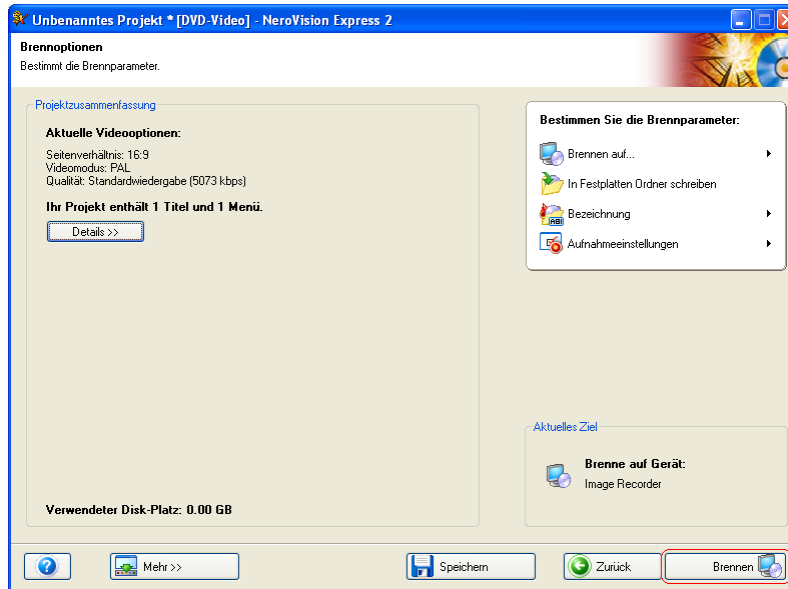 Unbenanntes Projekt * [DVD-Video] - NeroVision Express 2
Brennoptionen
Bestimmt die Brennparameter.
Projektzusammenfassung
Aktuelle Videooptionen:
Seitenverhältnis: 16:9
Videomodus: PAL
Qualität: Standardwiedergabe (5073 kbps)
Ihr Projekt enthält 1 Titel und 1 Menü.
Details >>
Verwendeter Disk-Platz: 0.00 GB
Bestimmen Sie die Brennparameter:
Brennen auf...
In Festplatten Ordner schreiben
ABI
Bezeichnung
Aufnahmeeinstellungen
Aktuelles Ziel
Brenne auf Gerät:
Image Recorder
?
Mehr >>
Speichern
Zurück
Brennen